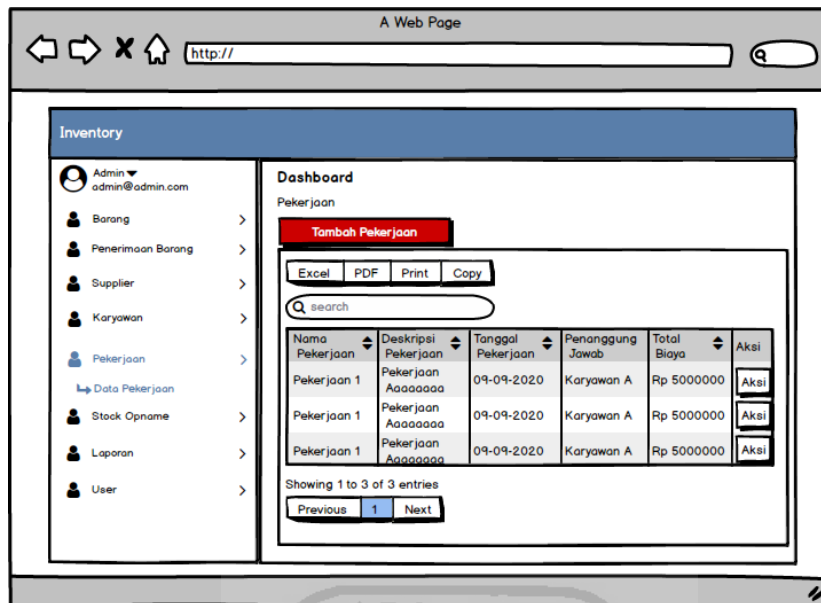 A Web Page
http://
Inventory
Admin
admin@admin.com
Barang
Penerimaan Barang
Supplier
Karyawan
Pekerjaan
Data Pekerjaan
Stock Opname
Laporan
User
Dashboard
Pekerjaan
Tambah Pekerjaan
Excel PDF Print Copy
search
Nama Pekerjaan Deskripsi Pekerjaan Tanggal Pekerjaan Penanggung Jawab Total Biaya Aksi
Pekerjaan 1 Pekerjaan Aaaaaaaa 09-09-2020 Karyawan A Rp 5000000 Aksi
Pekerjaan 1 Pekerjaan Aaaaaaaa 09-09-2020 Karyawan A Rp 5000000 Aksi
Pekerjaan 1 Pekerjaan Aaaaaaaa 09-09-2020 Karyawan A Rp 5000000 Aksi
Showing 1 to 3 of 3 entries
Previous 1 Next